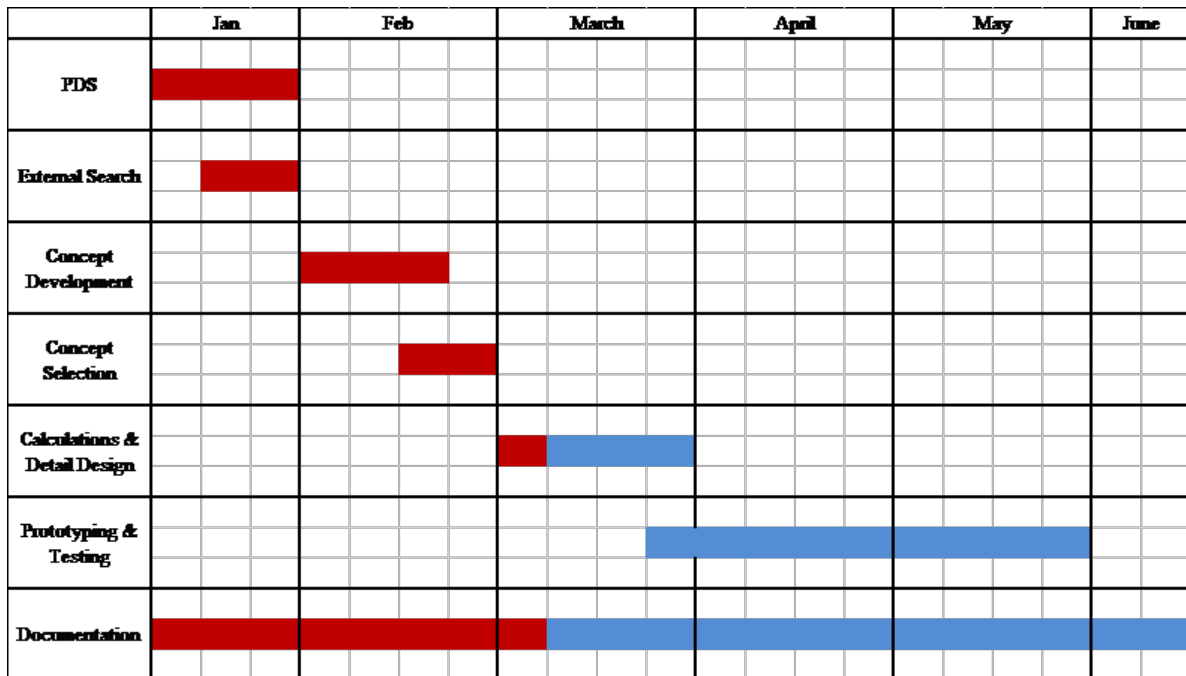 Jan Feb March April May June
PDS
External Search
Concept
Development
Concept
Selection
Calculations &
Detail Design
Prototyping &
Testing
Documentation